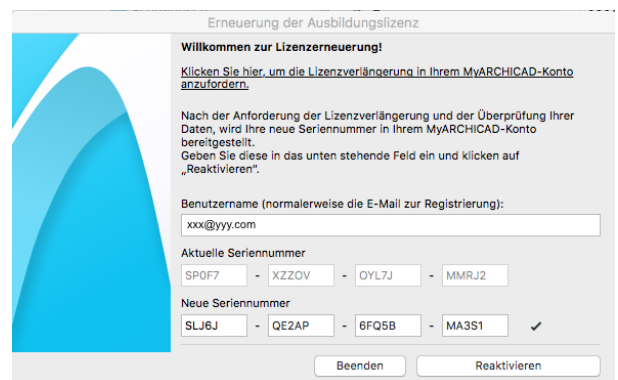 Erneuerung der Ausbildungslizenz
Willkommen zur Lizenzerneuerung!
Klicken Sie hier, um die Lizenzverlängerung in Ihrem MyARCHICAD-Konto
anzufordern.
Nach der Anforderung der Lizenzverlängerung und der Überprüfung Ihrer
Daten, wird Ihre neue Seriennummer in Ihrem MyARCHICAD-Konto
bereitgestellt.
Geben Sie diese in das unten stehende Feld ein und klicken auf
„Reaktivieren".
Benutzername (normalerweise die E-Mail zur Registrierung):
xxx@yyy.com
Aktuelle Seriennummer
SP0F7 - XZZOV - OYL7J - MMRJ2
Neue Seriennummer
SLJ6J - QE2AP - 6FQ5B - MA3S1 ✓
Beenden Reaktivieren